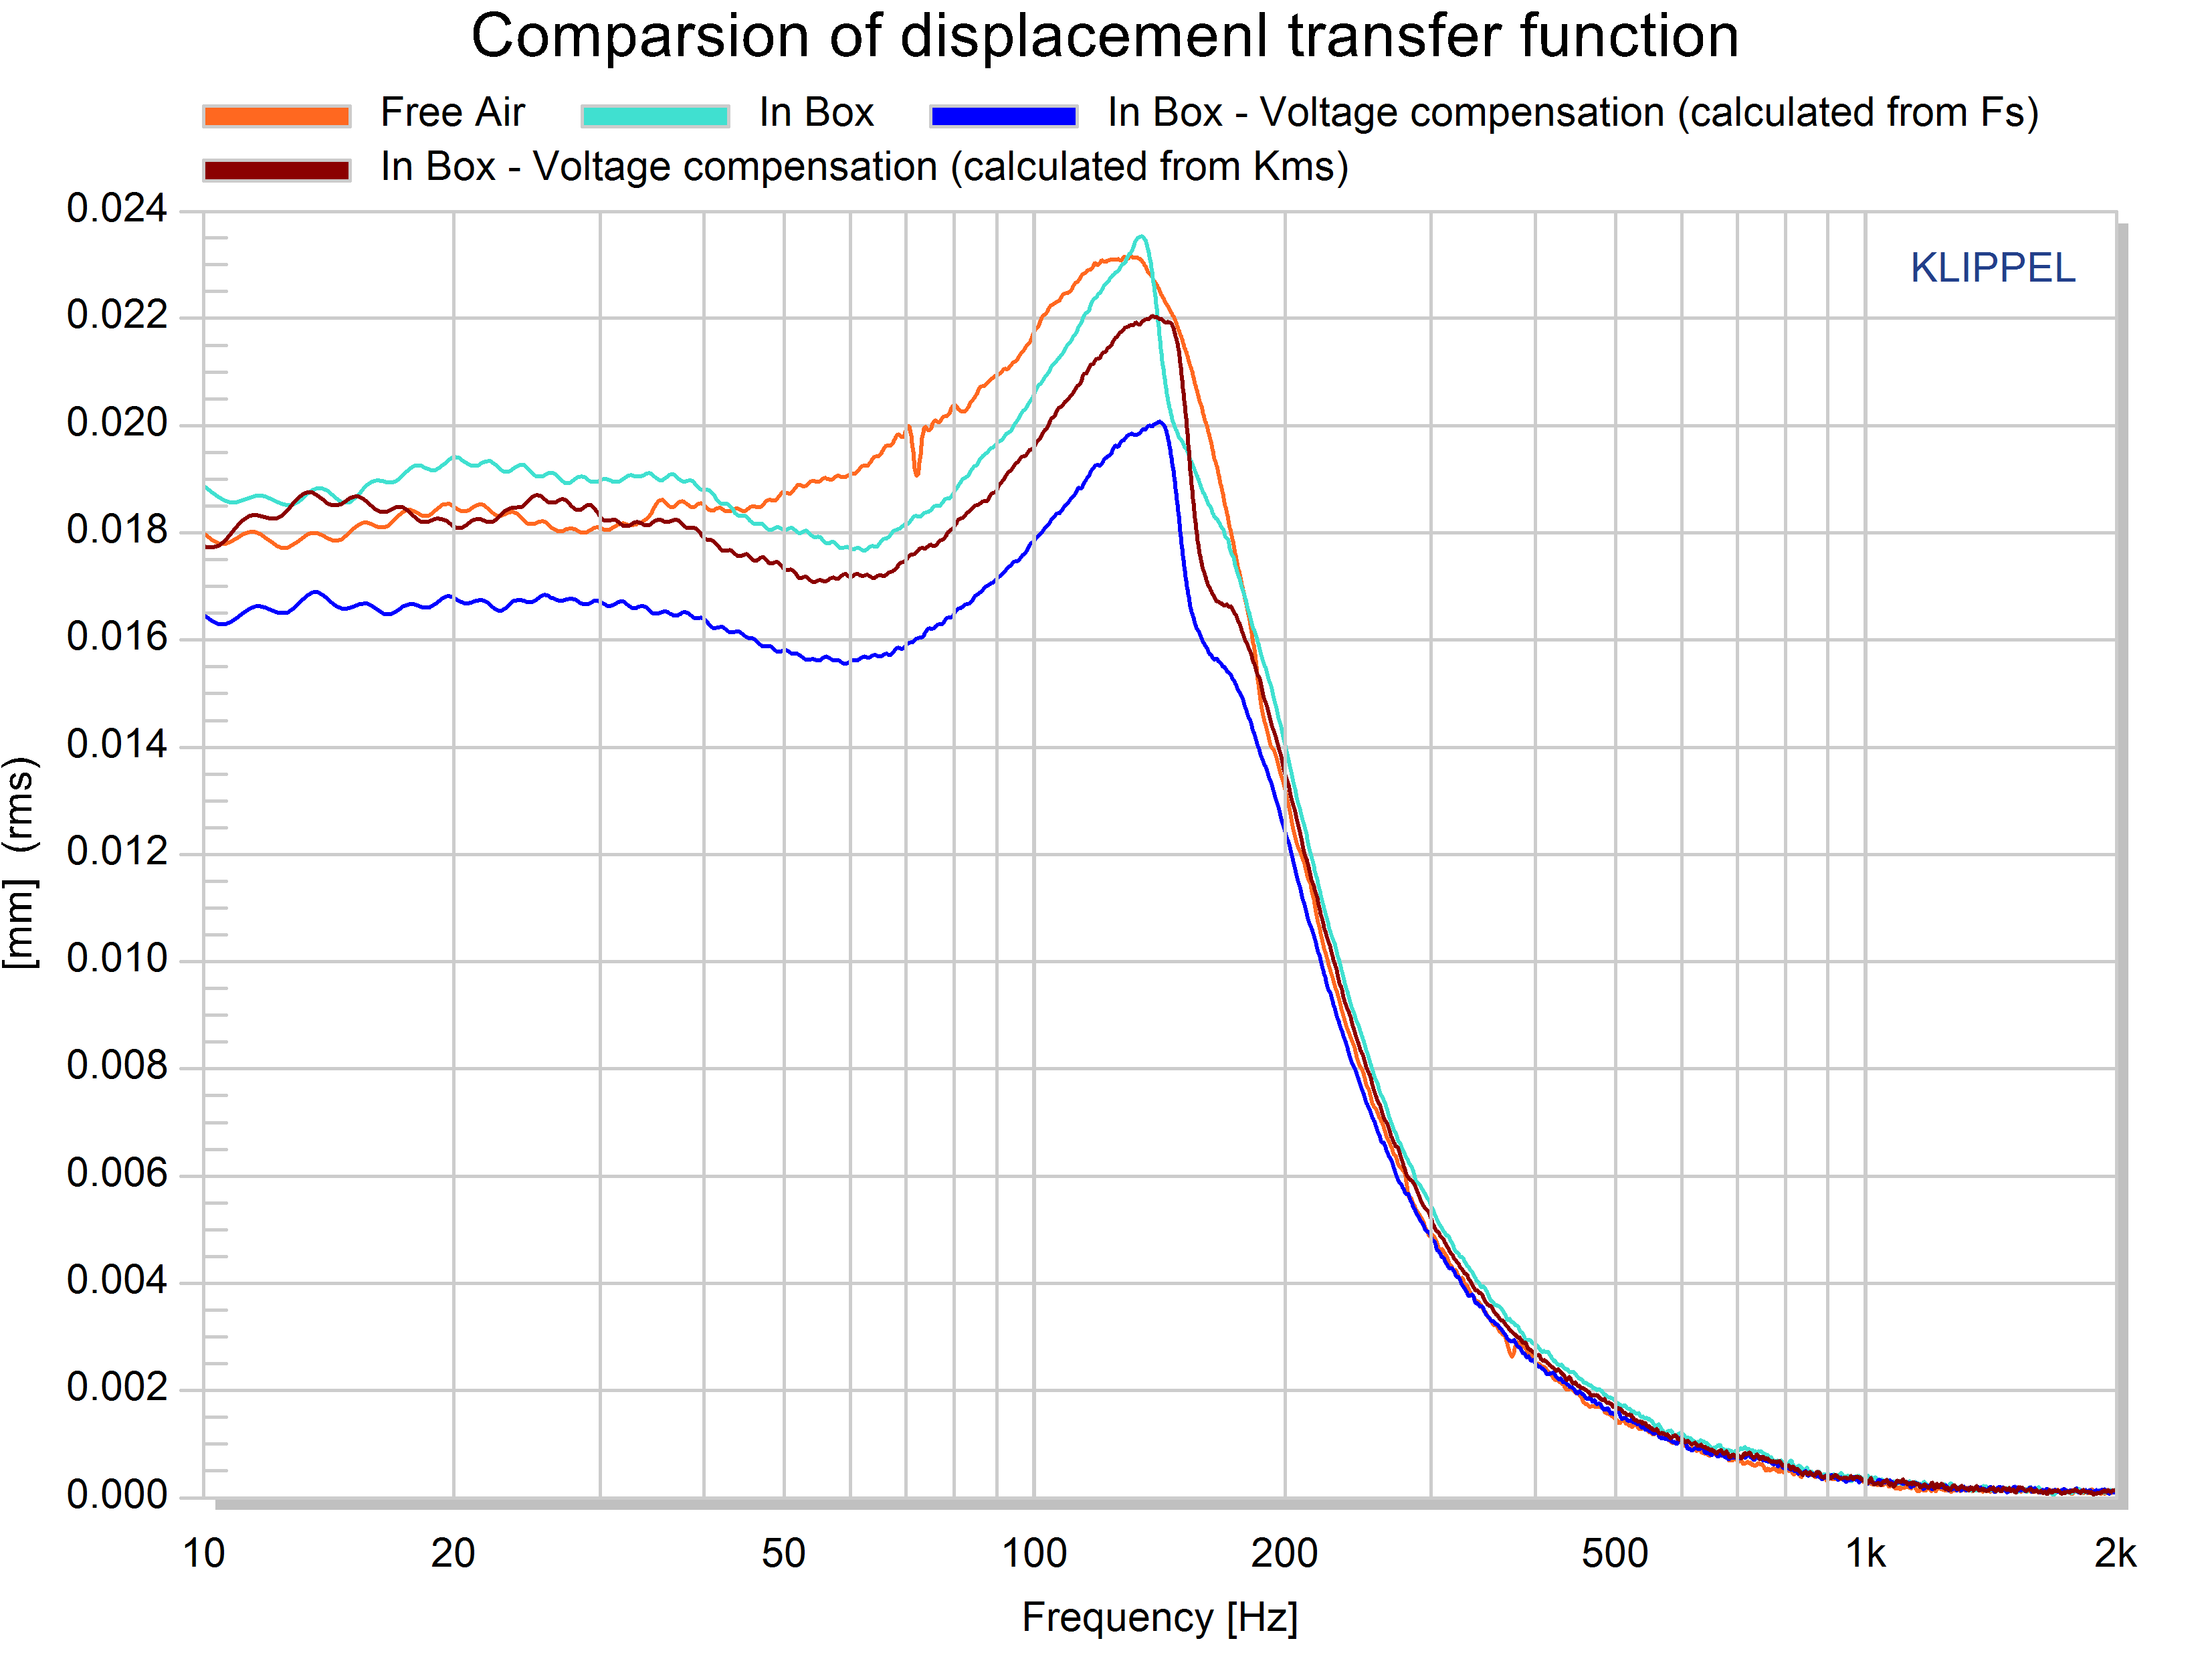 Comparsion of displacemenl transfer function
Free Air In Box In Box - Voltage compensation (calculated from Fs)
In Box - Voltage compensation (calculated from Kms)
KLIPPEL
0.024
0.022
0.020
0.018
0.016
0.014
0.012
0.010
0.008
0.006
0.004
0.002
0.000
[mm] (rms)
10 20 50 100 200 500 1k 2k
Frequency [Hz]